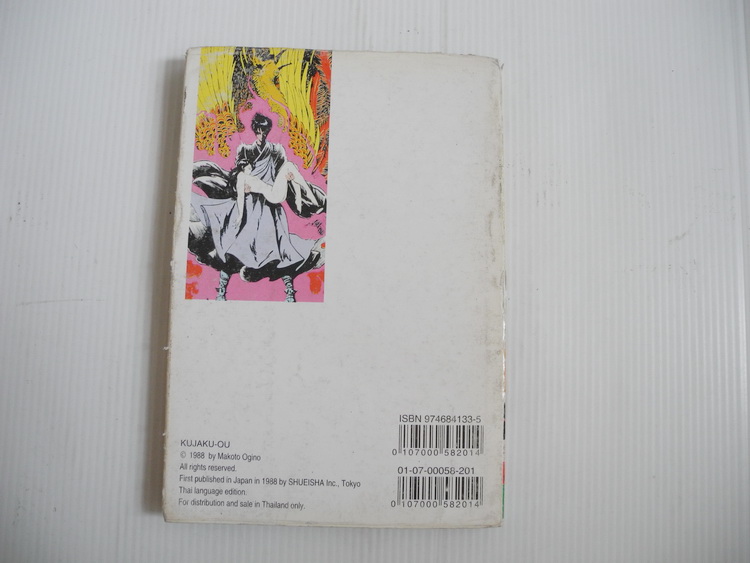 ISBN 974684133-5
0 107000 582014
01-07-00058-201
0 107000 582014
KUJAKU-OU
© 1988 by Makoto Ogino
All rights reserved.
First published in Japan in 1988 by SHUEISHA Inc., Tokyo
Thai language edition.
For distribution and sale in Thailand only.